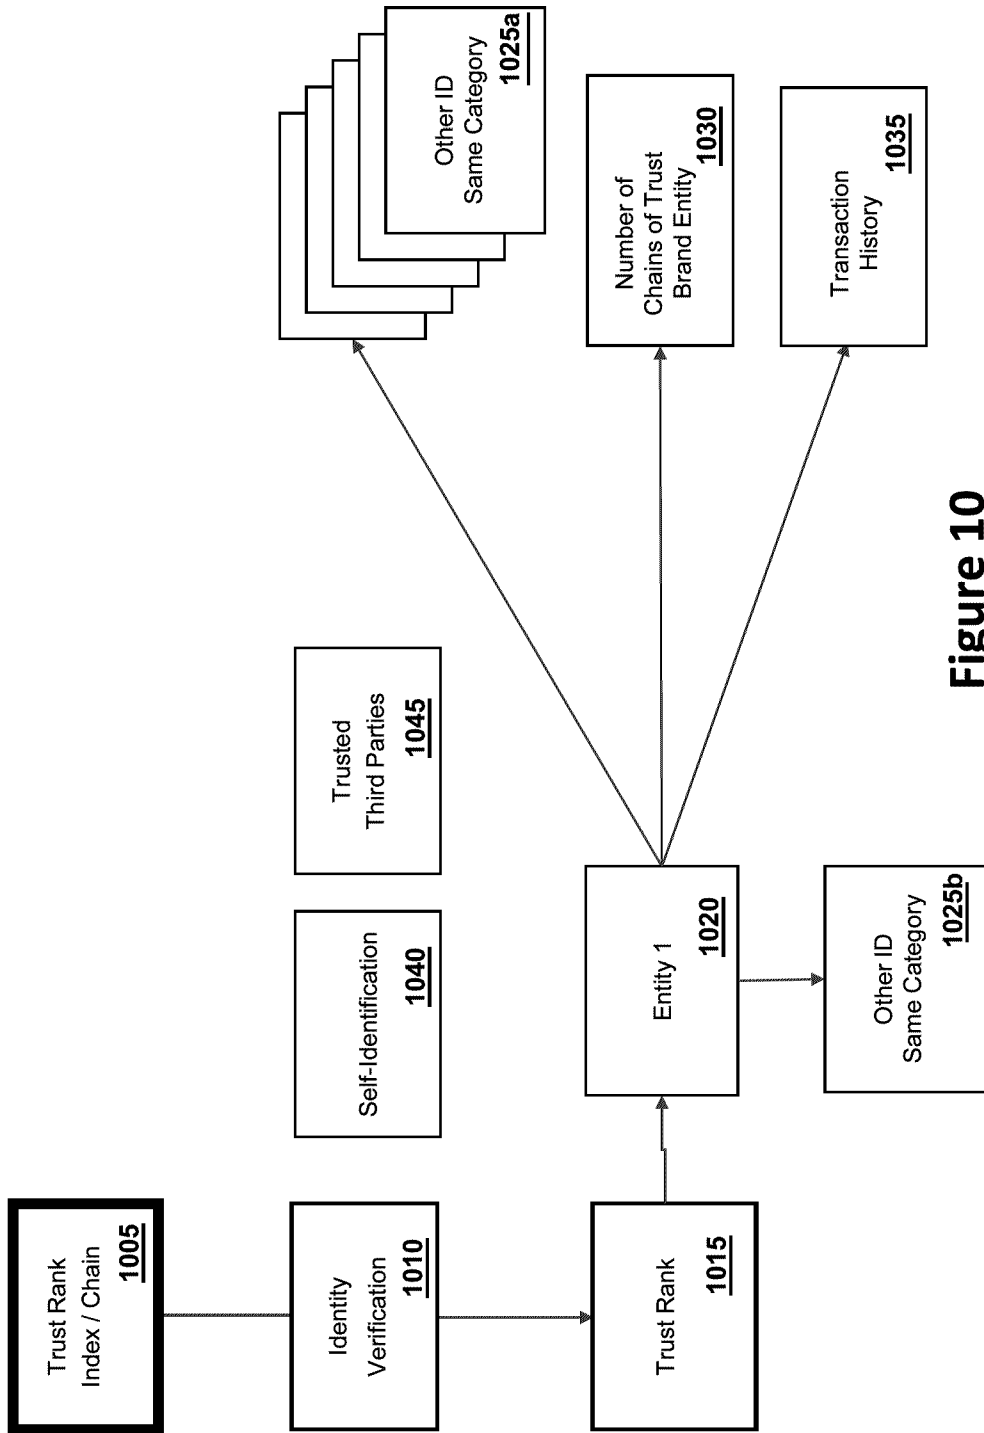 Trust Rank
Index / Chain
1005
Identity
Verification
1010
Self-Identification
1040
Trusted
Third Parties
1045
Other ID
Same Category
1025a
Trust Rank
1015
Entity 1
1020
Number of
Chains of Trust
Brand Entity
1030
Other ID
Same Category
1025b
Transaction
History
1035
Figure 10